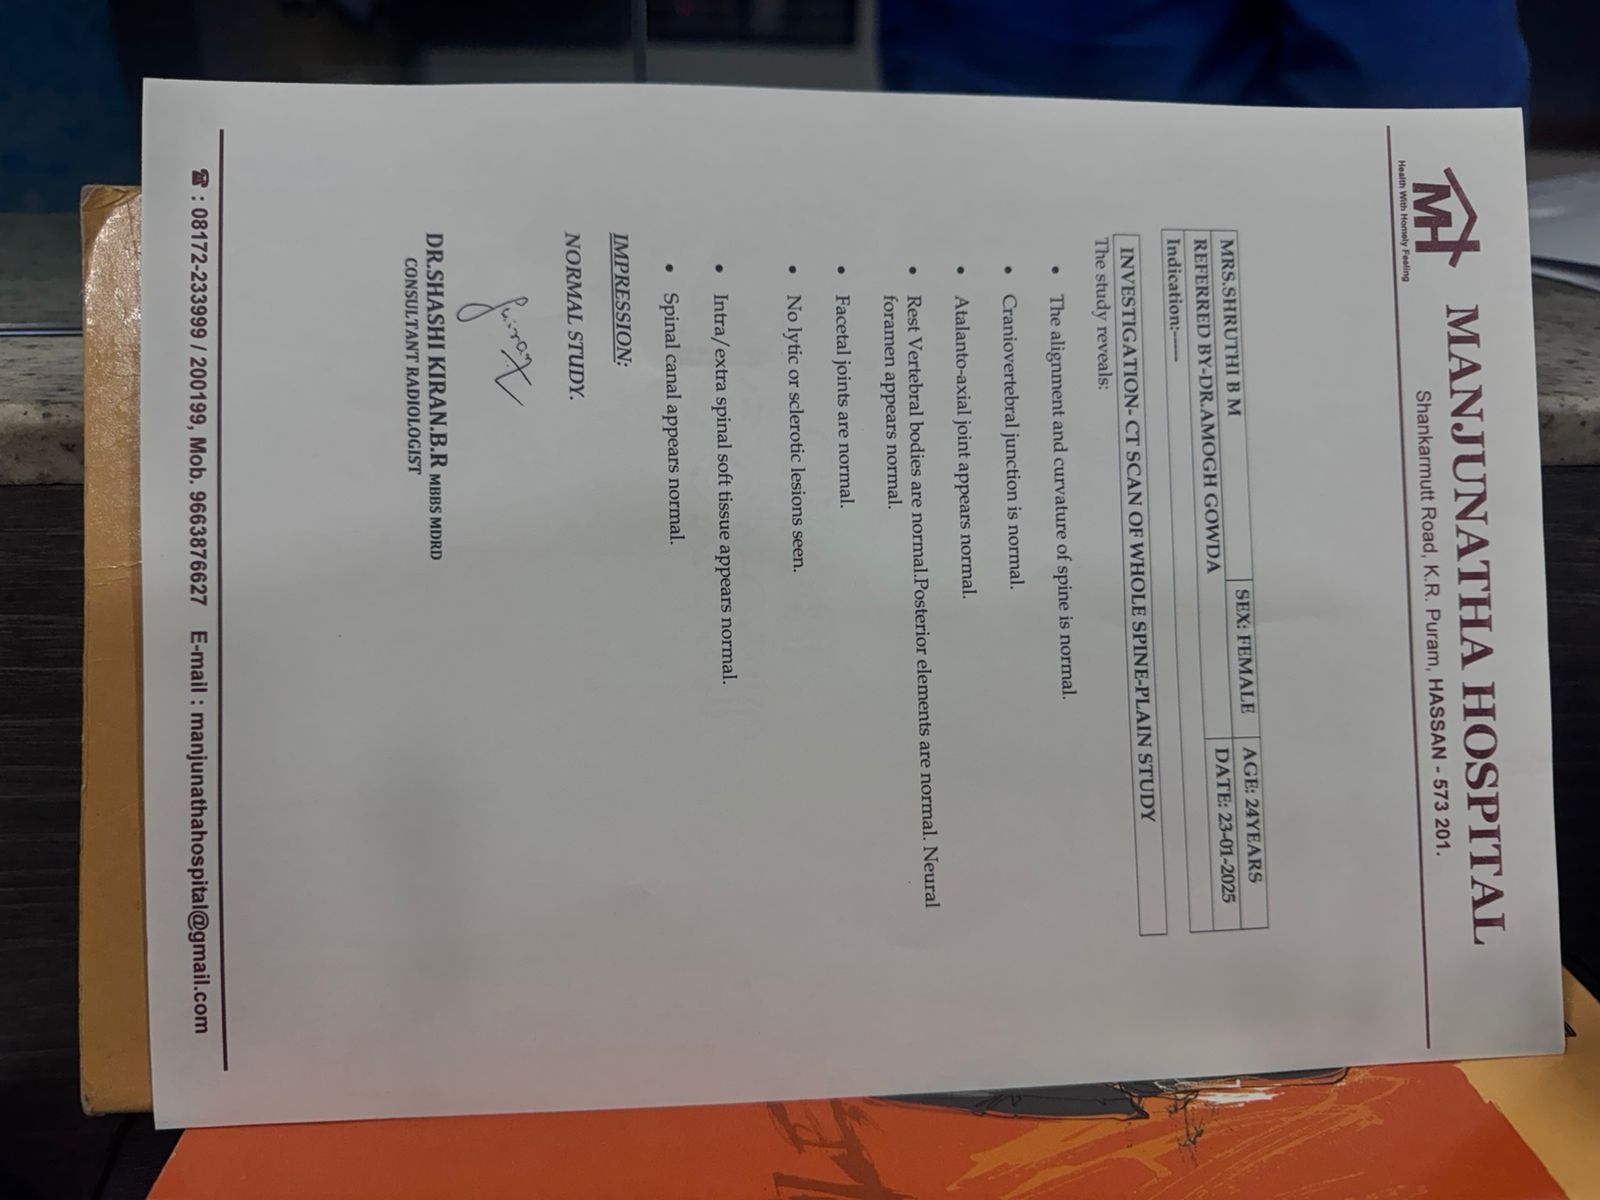 MH
Health With Homely Feeling
MANJUNATHA HOSPITAL
Shankarmutt Road, K.R. Puram, HASSAN - 573 201.
MRS.SHRUTHI B M SEX: FEMALE AGE: 24YEARS
REFERRED BY-DR.AMOGH GOWDA DATE: 23-01-2025
Indication:----
INVESTIGATION- CT SCAN OF WHOLE SPINE-PLAIN STUDY
The study reveals:
• The alignment and curvature of spine is normal.
• Craniovertebral junction is normal.
• Atalanto-axial joint appears normal.
• Rest Vertebral bodies are normal.Posterior elements are normal. Neural
foramen appears normal.
• Facetal joints are normal.
• No lytic or sclerotic lesions seen.
• Intra/extra spinal soft tissue appears normal.
• Spinal canal appears normal.
IMPRESSION:
NORMAL STUDY.
DR.SHASHI KIRAN.B.R MBBS MDRD
CONSULTANT RADIOLOGIST
☎ : 08172-233999 / 200199, Mob. 9663876627 E-mail : manjunathahospital@gmail.com